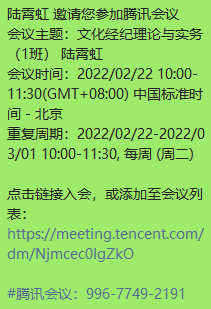 陆霄虹 邀请您参加腾讯会议
会议主题：文化经纪理论与实务
（1班） 陆霄虹
会议时间：2022/02/22 10:00-
11:30(GMT+08:00) 中国标准时
间 - 北京
重复周期：2022/02/22-2022/0
3/01 10:00-11:30, 每周 (周二)

点击链接入会，或添加至会议列
表：
https://meeting.tencent.com/
dm/Njmcec0lgZkO

#腾讯会议：996-7749-2191